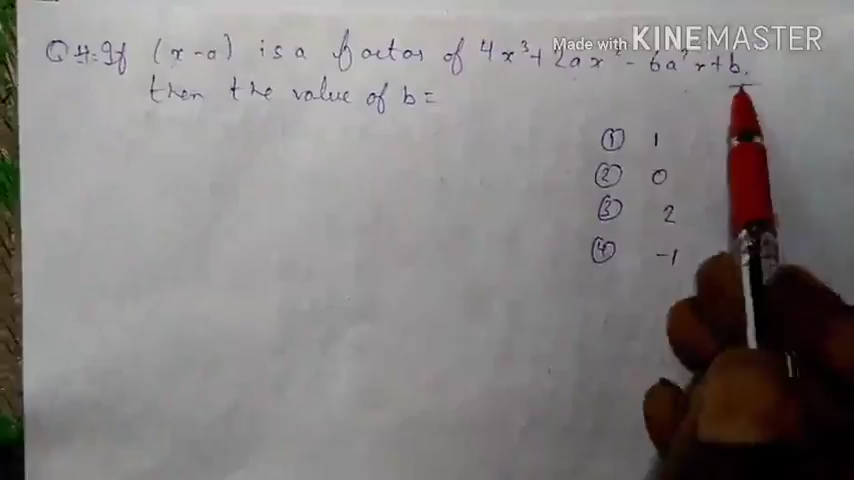 Made with KINEMASTER
Q4:- If (x-a) is a factor of 4x³ + 2ax² - 6a²x + b.
then the value of b =
① 1
② 0
③ 2
④ -1